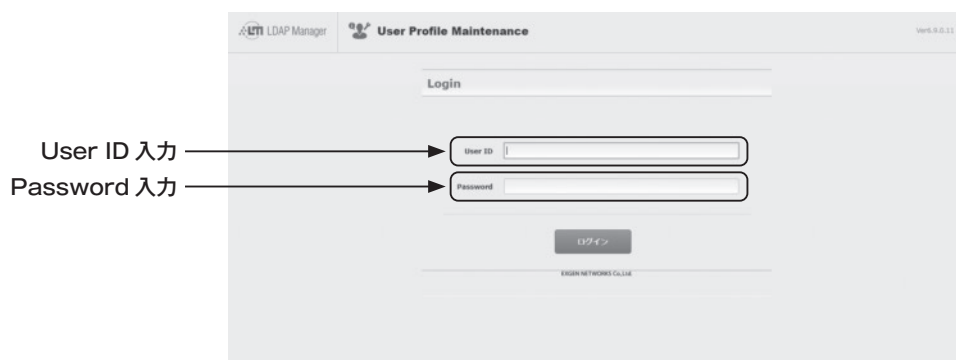 LDAP Manager
User Profile Maintenance
Ver6.9.0.11
Login
User ID 入力
User ID
Password 入力
Password
ログイン
EXGEN NETWORKS Co.,Ltd.